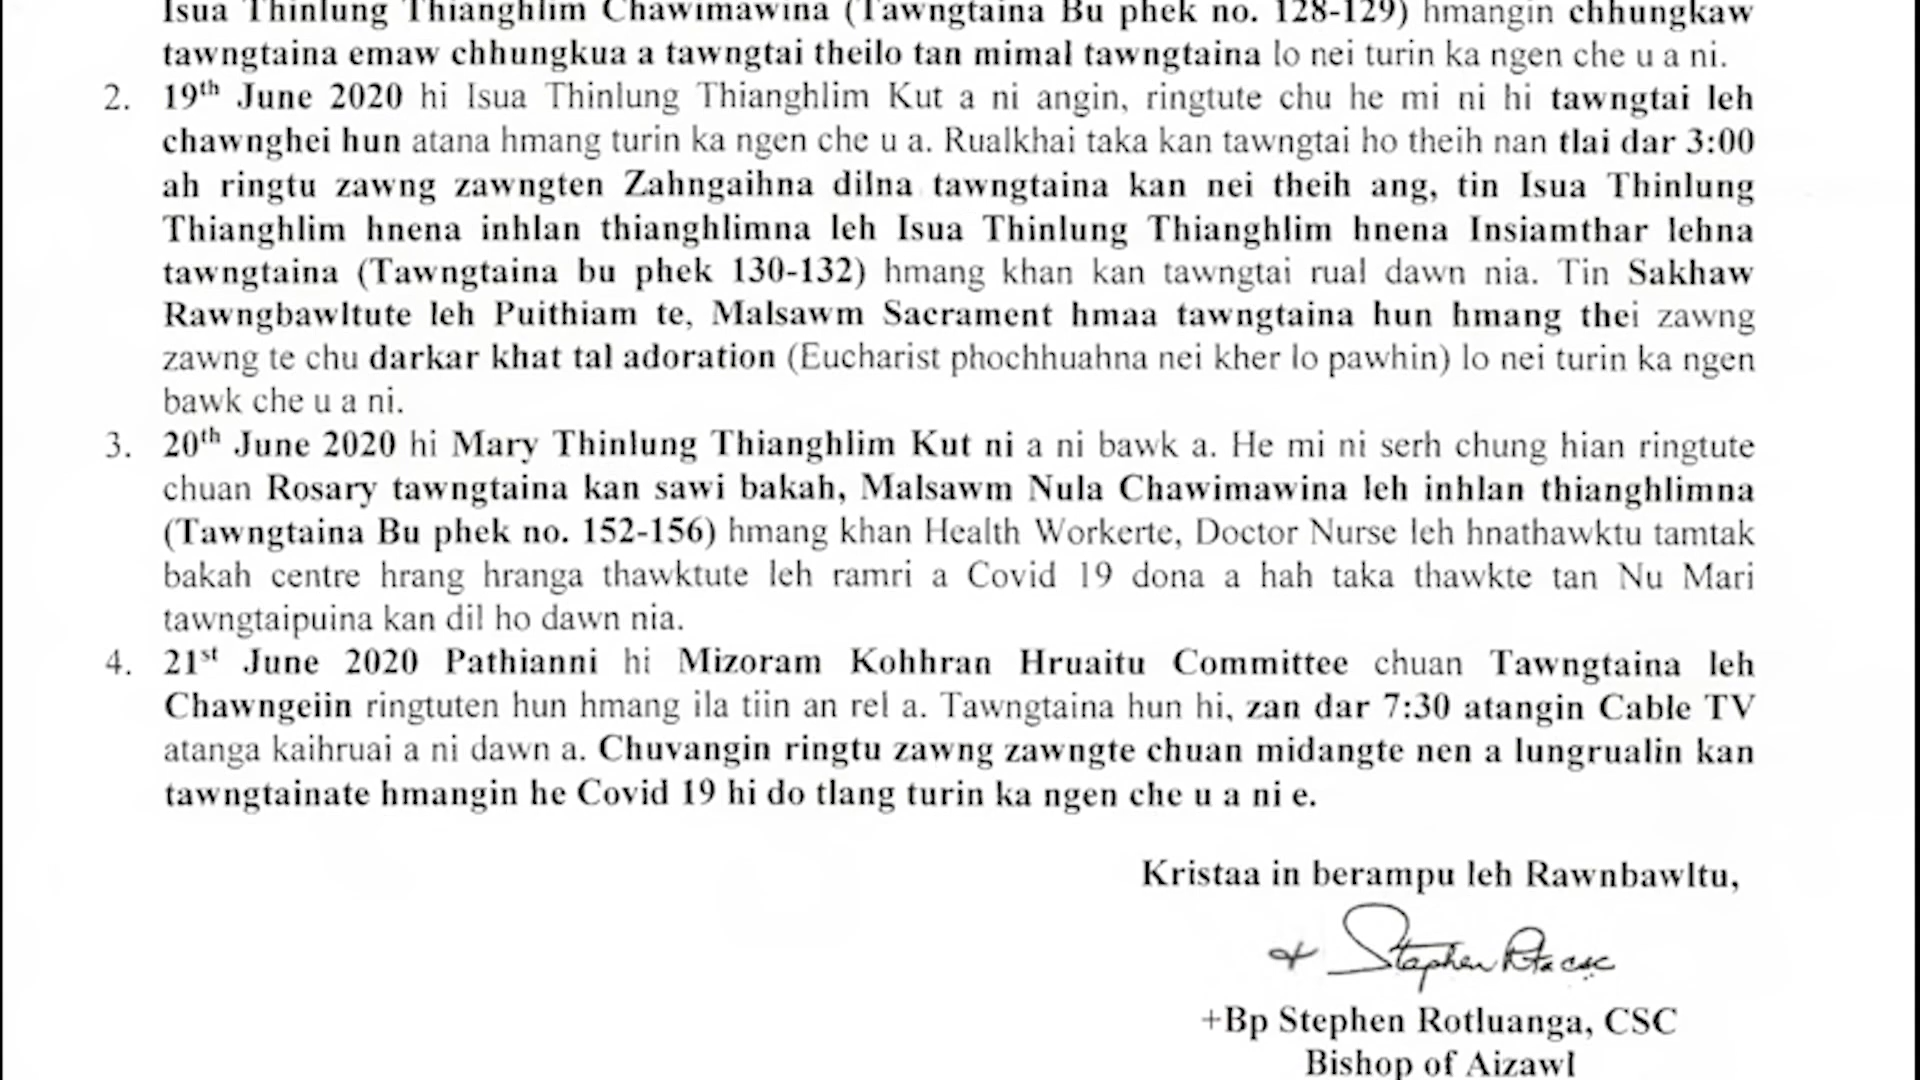 Isua Thinlung Thianghlim Chawimawina (Tawngtaina Bu phek no. 128-129) hmangin chhungkaw
tawngtaina emaw chhungkua a tawngtai theilo tan mimal tawngtaina lo nei turin ka ngen che u a ni.
2. 19th June 2020 hi Isua Thinlung Thianghlim Kut a ni angin, ringtute chu he mi ni hi tawngtai leh
chawnghei hun atana hmang turin ka ngen che u a. Rualkhai taka kan tawngtai ho theih nan tlai dar 3:00
ah ringtu zawng zawngten Zahngaihna dilna tawngtaina kan nei theih ang, tin Isua Thinlung
Thianghlim hnena inhlan thianghlimna leh Isua Thinlung Thianghlim hnena Insiamthar lehna
tawngtaina (Tawngtaina bu phek 130-132) hmang khan kan tawngtai rual dawn nia. Tin Sakhaw
Rawngbawltute leh Puithiam te, Malsawm Sacrament hmaa tawngtaina hun hmang thei zawng
zawng te chu darkar khat tal adoration (Eucharist phochhuahna nei kher lo pawhin) lo nei turin ka ngen
bawk che u a ni.
3. 20th June 2020 hi Mary Thinlung Thianghlim Kut ni a ni bawk a. He mi ni serh chung hian ringtute
chuan Rosary tawngtaina kan sawi bakah, Malsawm Nula Chawimawina leh inhlan thianghlimna
(Tawngtaina Bu phek no. 152-156) hmang khan Health Workerte, Doctor Nurse leh hnathawktu tamtak
bakah centre hrang hranga thawktute leh ramri a Covid 19 dona a hah taka thawkte tan Nu Mari
tawngtaipuina kan dil ho dawn nia.
4. 21st June 2020 Pathianni hi Mizoram Kohhran Hruaitu Committee chuan Tawngtaina leh
Chawngeiin ringtuten hun hmang ila tiin an rel a. Tawngtaina hun hi, zan dar 7:30 atangin Cable TV
atanga kaihruai a ni dawn a. Chuvangin ringtu zawng zawngte chuan midangte nen a lungrualin kan
tawngtainate hmangin he Covid 19 hi do tlang turin ka ngen che u a ni e.
Kristaa in berampu leh Rawnbawltu,
+ Stephen Rta csc
+Bp Stephen Rotluanga, CSC
Bishop of Aizawl